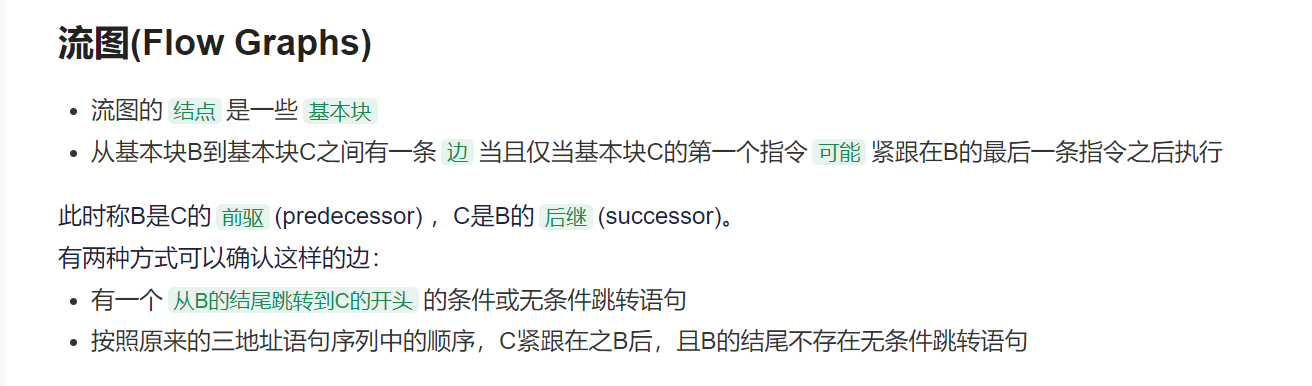 流图(Flow Graphs)
• 流图的 结点 是一些 基本块
• 从基本块B到基本块C之间有一条 边 当且仅当基本块C的第一个指令 可能 紧跟在B的最后一条指令之后执行
此时称B是C的 前驱 (predecessor) ，C是B的 后继 (successor)。
有两种方式可以确认这样的边：
• 有一个 从B的结尾跳转到C的开头 的条件或无条件跳转语句
• 按照原来的三地址语句序列中的顺序，C紧跟在之B后，且B的结尾不存在无条件跳转语句